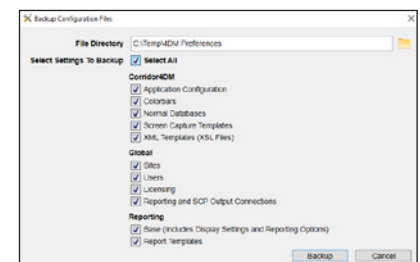 Backup Configuration Files
File Directory C:\Temp\4DM Preferences
Select Settings To Backup Select All
Corridor4DM
Application Configuration
Colorbars
Normal Databases
Screen Capture Templates
XML Templates (XSL Files)
Global
Sites
Users
Licensing
Reporting and SCP Output Connections
Reporting
Base (Includes Display Settings and Reporting Options)
Report Templates
Backup Cancel